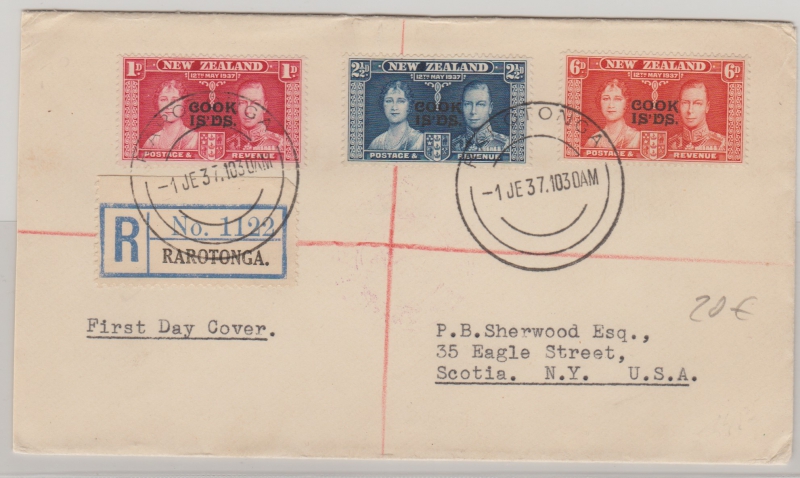 1D NEW ZEALAND 1D
12TH MAY 1937
COOK
IS'DS.
POSTAGE & REVENUE
2½D NEW ZEALAND 2½D
12TH MAY 1937
COOK
IS'DS.
POSTAGE & REVENUE
6D NEW ZEALAND 6D
12TH MAY 1937
COOK
IS'DS.
POSTAGE & REVENUE
RAROTONGA
-1 JE 37.1030AM
RAROTONGA
-1 JE 37.1030AM
R No. 1122
RAROTONGA.
First Day Cover.
20 €
P.B.Sherwood Esq.,
35 Eagle Street,
Scotia. N.Y. U.S.A.